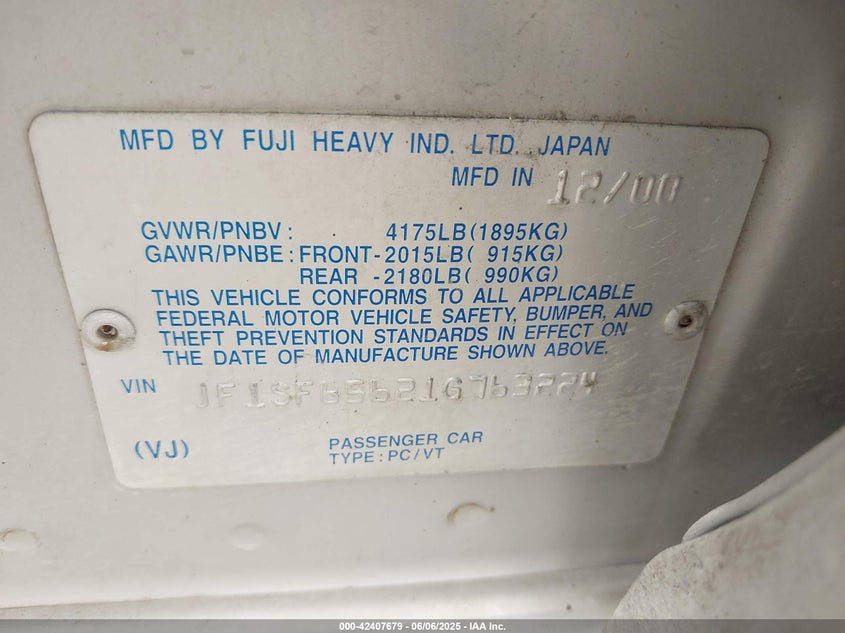 MFD BY FUJI HEAVY IND. LTD. JAPAN
MFD IN 12/00
GVWR/PNBV: 4175LB(1895KG)
GAWR/PNBE: FRONT-2015LB( 915KG)
REAR -2180LB( 990KG)
THIS VEHICLE CONFORMS TO ALL APPLICABLE
FEDERAL MOTOR VEHICLE SAFETY, BUMPER, AND
THEFT PREVENTION STANDARDS IN EFFECT ON
THE DATE OF MANUFACTURE SHOWN ABOVE.
VIN JF1SF65621G763224
(VJ) PASSENGER CAR
TYPE:PC/VT
000-42407679 - 06/06/2025 - IAA Inc.